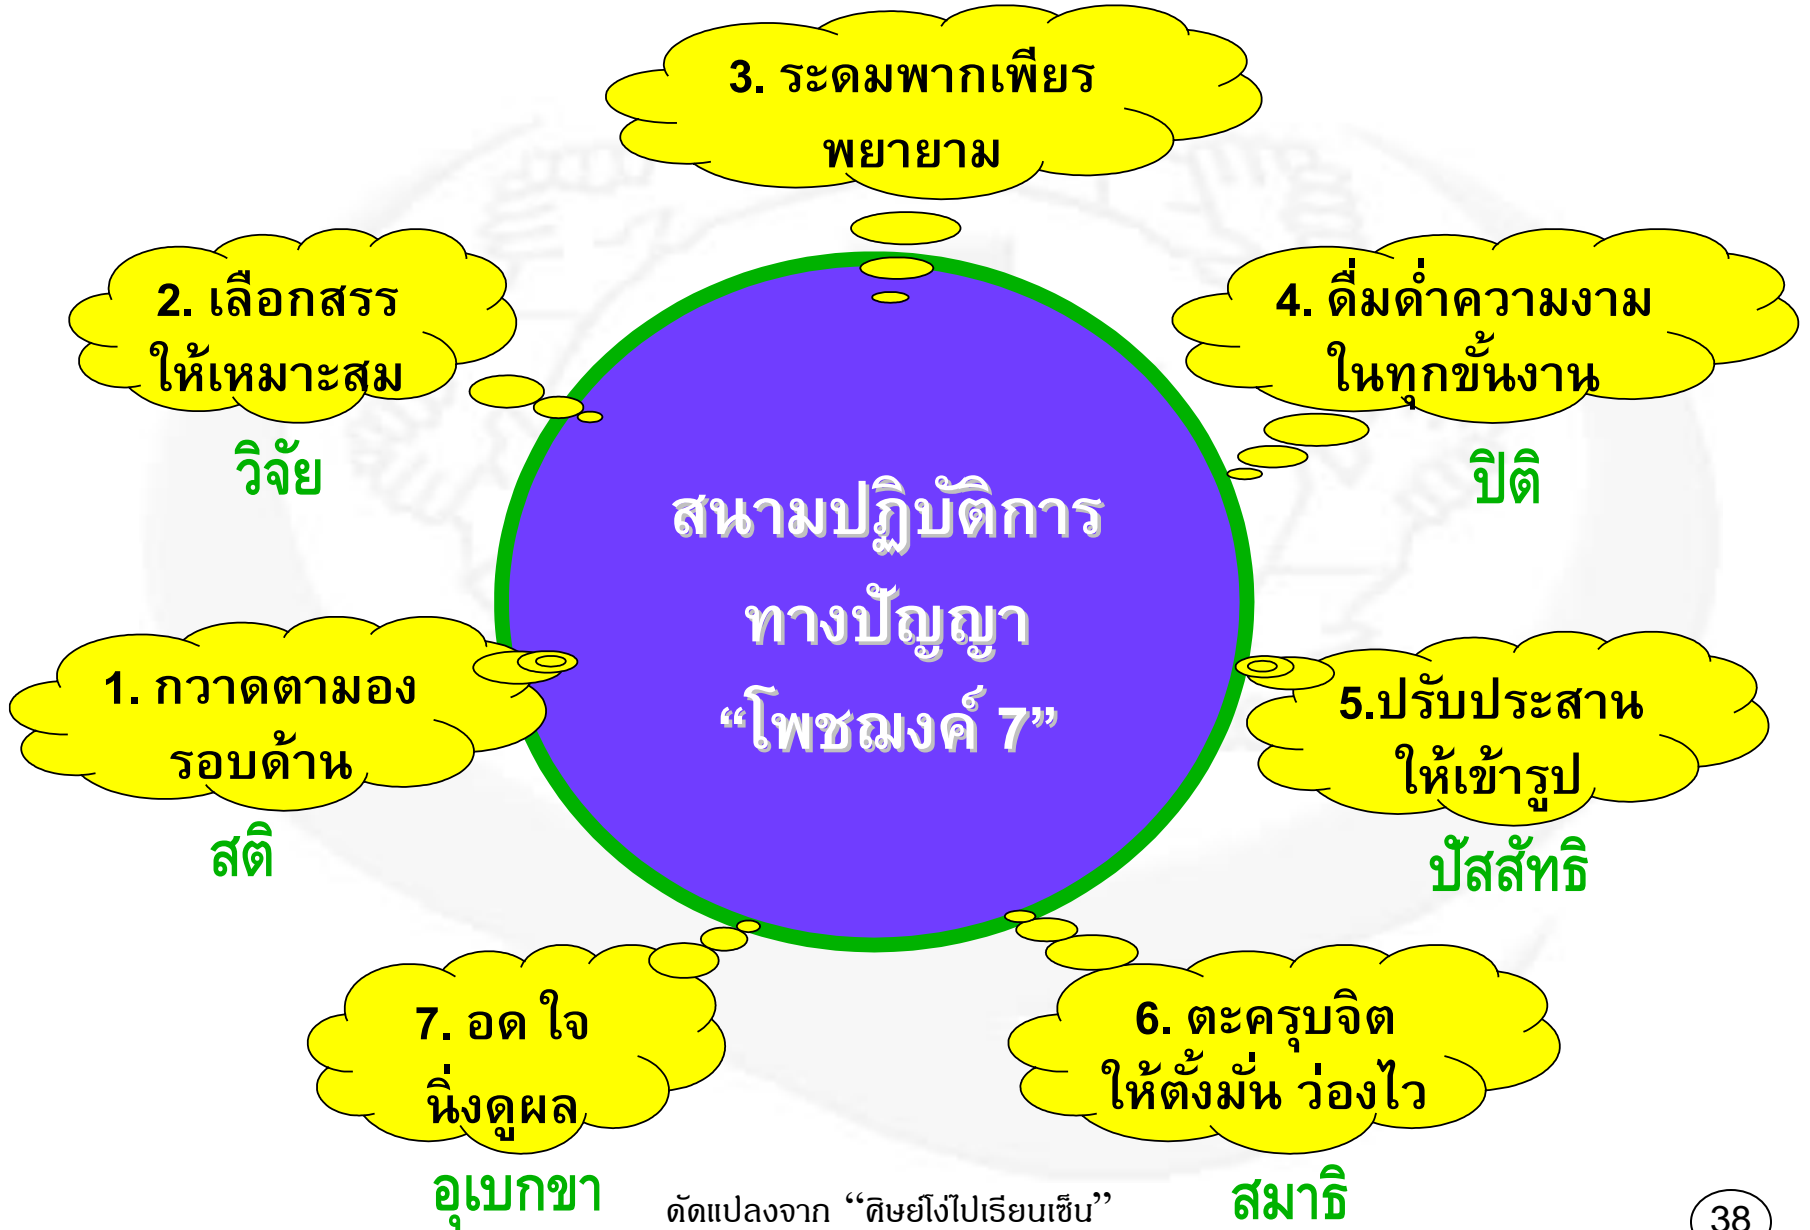 3. ระดมพากเพียร
พยายาม
2. เลือกสรร
ให้เหมาะสม
วิจัย
4. ดื่มด่ำความงาม
ในทุกขั้นงาน
ปิติ
สนามปฏิบัติการ
ทางปัญญา
“โพชฌงค์ 7”
1. กวาดตามอง
รอบด้าน
สติ
5.ปรับประสาน
ให้เข้ารูป
ปัสสัทธิ
7. อด ใจ
นิ่งดูผล
อุเบกขา
6. ตะครุบจิต
ให้ตั้งมั่น ว่องไว
สมาธิ
ดัดแปลงจาก “ศิษย์โง่ไปเรียนเซ็น”
38